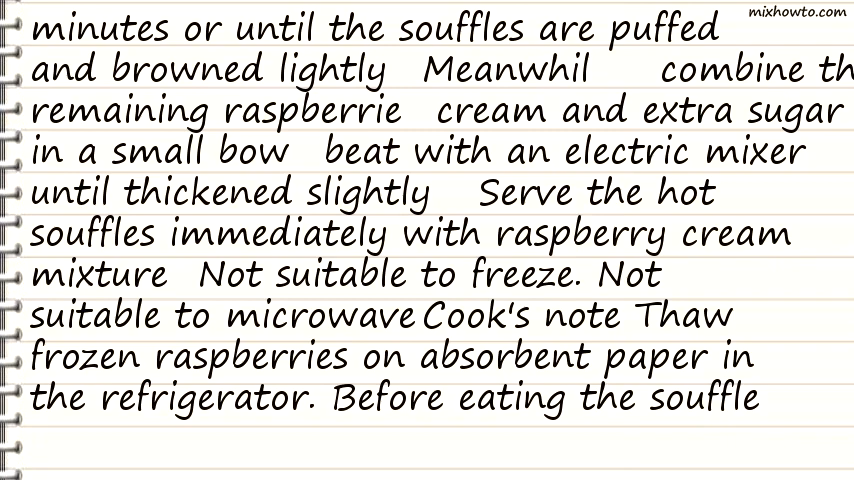 mixhowto.com
minutes or until the souffles are puffed
and browned lightly Meanwhil combine th
remaining raspberrie cream and extra sugar
in a small bow beat with an electric mixer
until thickened slightly Serve the hot
souffles immediately with raspberry cream
mixture Not suitable to freeze. Not
suitable to microwave Cook's note Thaw
frozen raspberries on absorbent paper in
the refrigerator. Before eating the souffle